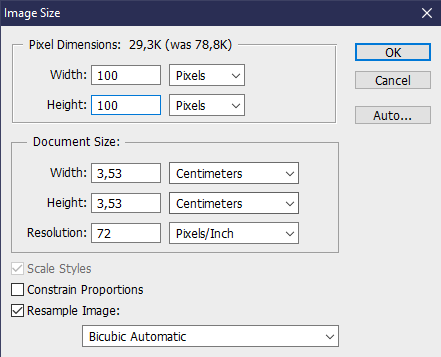 Image Size
Pixel Dimensions: 29,3K (was 78,8K)
Width: 100 Pixels
Height: 100 Pixels
OK
Cancel
Auto...
Document Size:
Width: 3,53 Centimeters
Height: 3,53 Centimeters
Resolution: 72 Pixels/Inch
Scale Styles
Constrain Proportions
Resample Image:
Bicubic Automatic